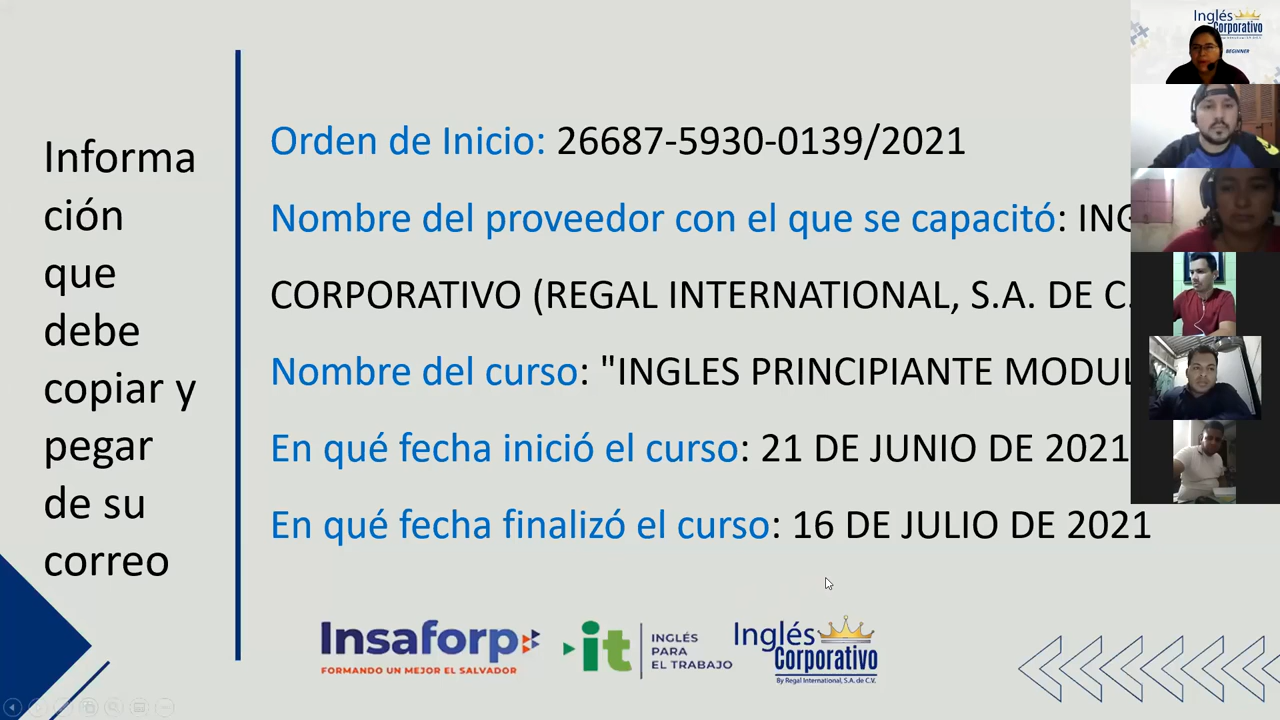 Informa
ción
que
debe
copiar y
pegar
de su
correo
Orden de Inicio: 26687-5930-0139/2021
Nombre del proveedor con el que se capacitó: ING
CORPORATIVO (REGAL INTERNATIONAL, S.A. DE C.
Nombre del curso: "INGLES PRINCIPIANTE MODUL
En qué fecha inició el curso: 21 DE JUNIO DE 2021
En qué fecha finalizó el curso: 16 DE JULIO DE 2021
Insaforp
FORMANDO UN MEJOR EL SALVADOR
it
INGLÉS
PARA
EL TRABAJO
Inglés
Corporativo
By Regal International, S.A. de C.V.
Inglés
Corporativo
BEGINNER